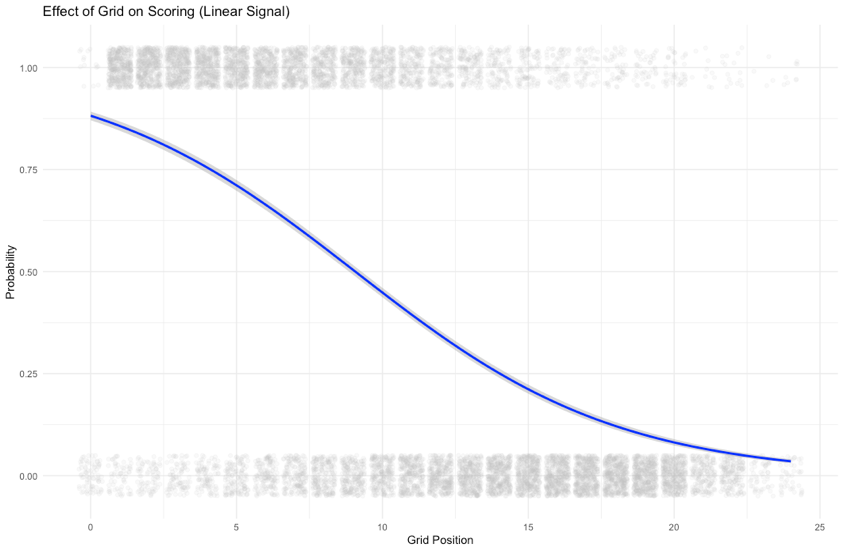 Effect of Grid on Scoring (Linear Signal)
1.00
0.75
0.50
0.25
0.00
Probability
0 5 10 15 20 25
Grid Position